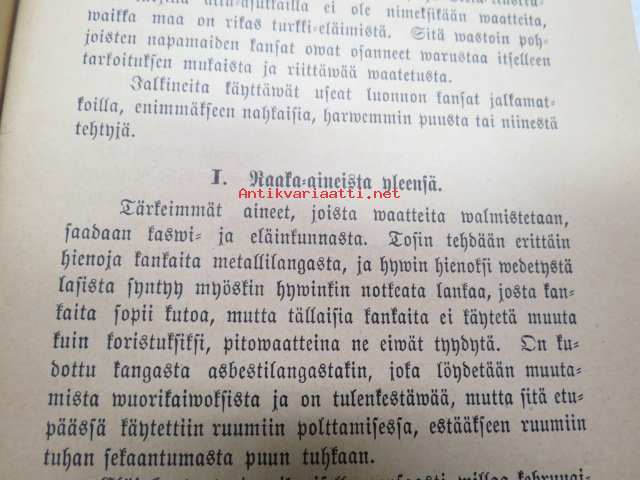 ei ole nimeksikään waatteita,
waikka maa on rikas turkki-eläimistä. Sitä wastoin poh-
joisten napamaiden kansat owat osanneet warustaa itselleen
tarkoituksen mukaista ja riittäwää waatetusta.
Jalkineita käyttäwät useat luonnon kansat jalkamat-
koilla, enimmäkseen nahkaisia, harwemmin puusta tai niinestä
tehtyjä.
I. Raaka-aineista yleensä.
Antikvariaatti.net
Tärkeimmät aineet, joista waatteita walmistetaan,
saadaan kaswi- ja eläinkunnasta. Tosin tehdään erittäin
hienoja kankaita metallilangasta, ja hywin hienoksi wedetystä
lasista syntyy myöskin hywinkin notkeata lankaa, josta kan-
kaita sopii kutoa, mutta tällaisia kankaita ei käytetä muuta
kuin koristuksiksi, pitowaatteina ne eiwät tyydytä. On ku-
dottu kangasta asbestilangastakin, joka löydetään muuta-
mista wuorikaiwoksista ja on tulenkestäwää, mutta sitä etu-
päässä käytettiin ruumiin polttamisessa, estääkseen ruumiin
tuhan sekaantumasta puun tuhkaan.